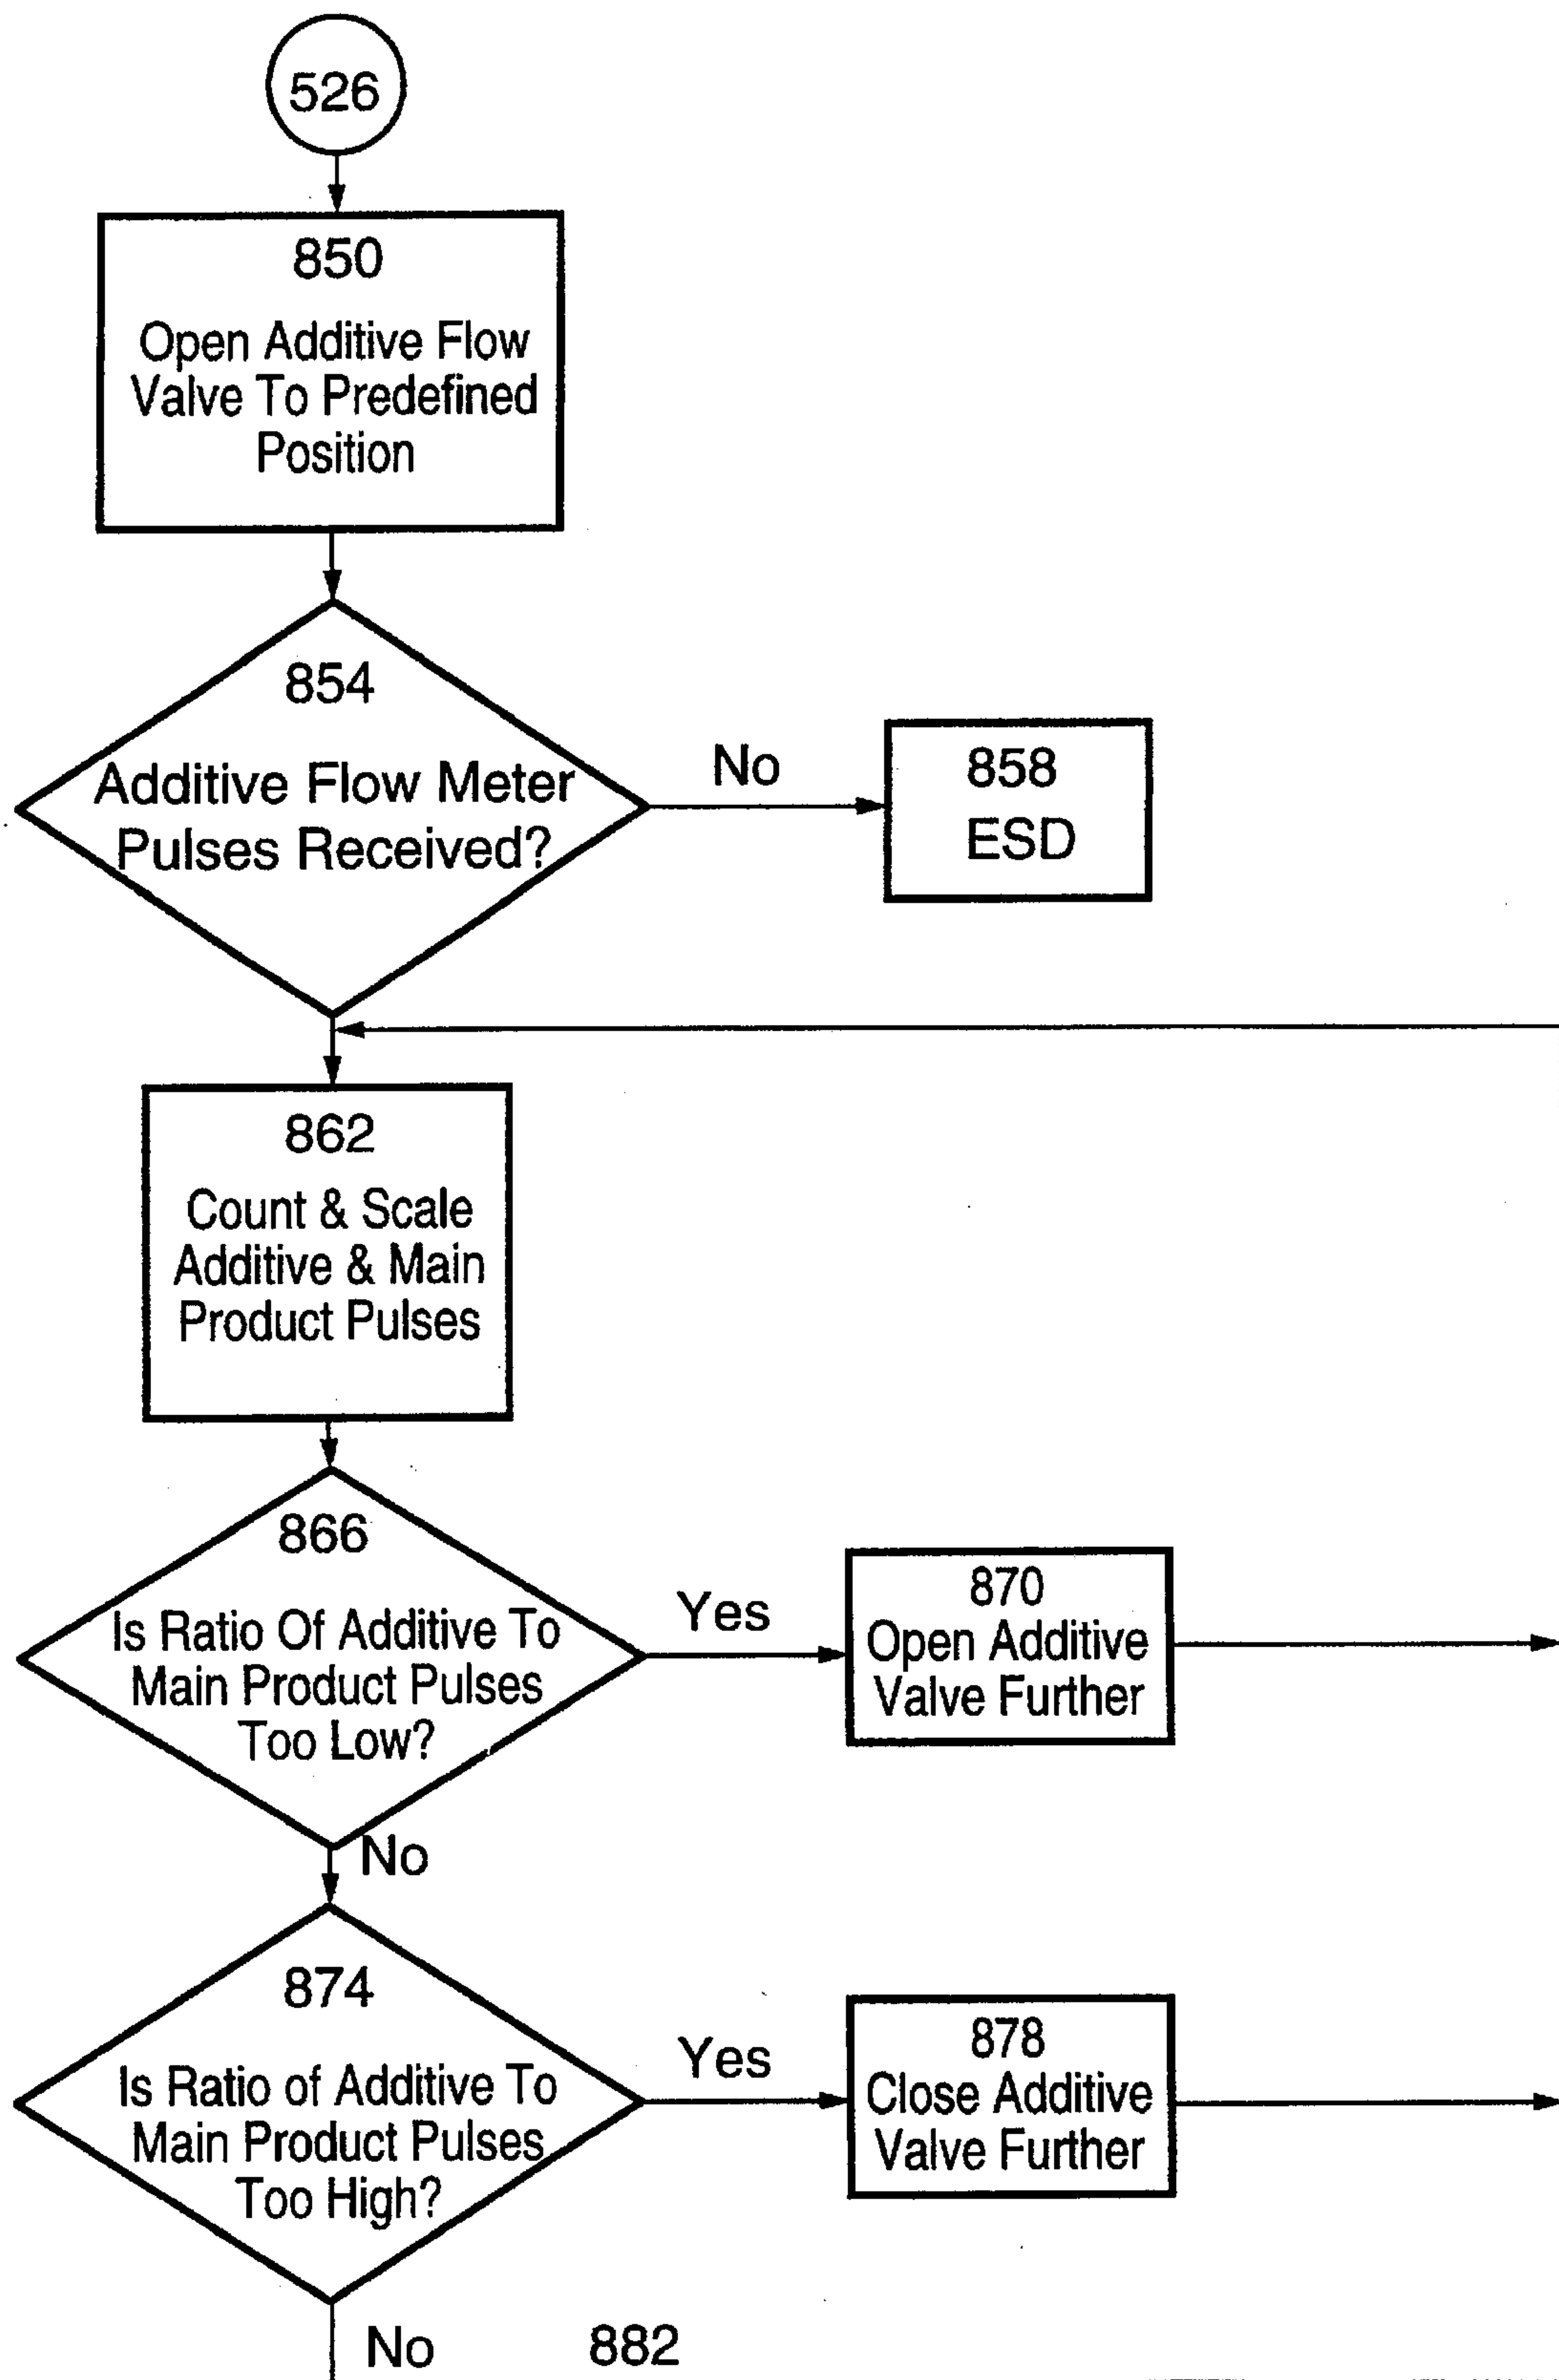 526
850
Open Additive Flow
Valve To Predefined
Position
854
Additive Flow Meter
Pulses Received?
No
858
ESD
862
Count & Scale
Additive & Main
Product Pulses
866
Is Ratio Of Additive To
Main Product Pulses
Too Low?
Yes
870
Open Additive
Valve Further
No
874
Is Ratio of Additive To
Main Product Pulses
Too High?
Yes
878
Close Additive
Valve Further
No
882